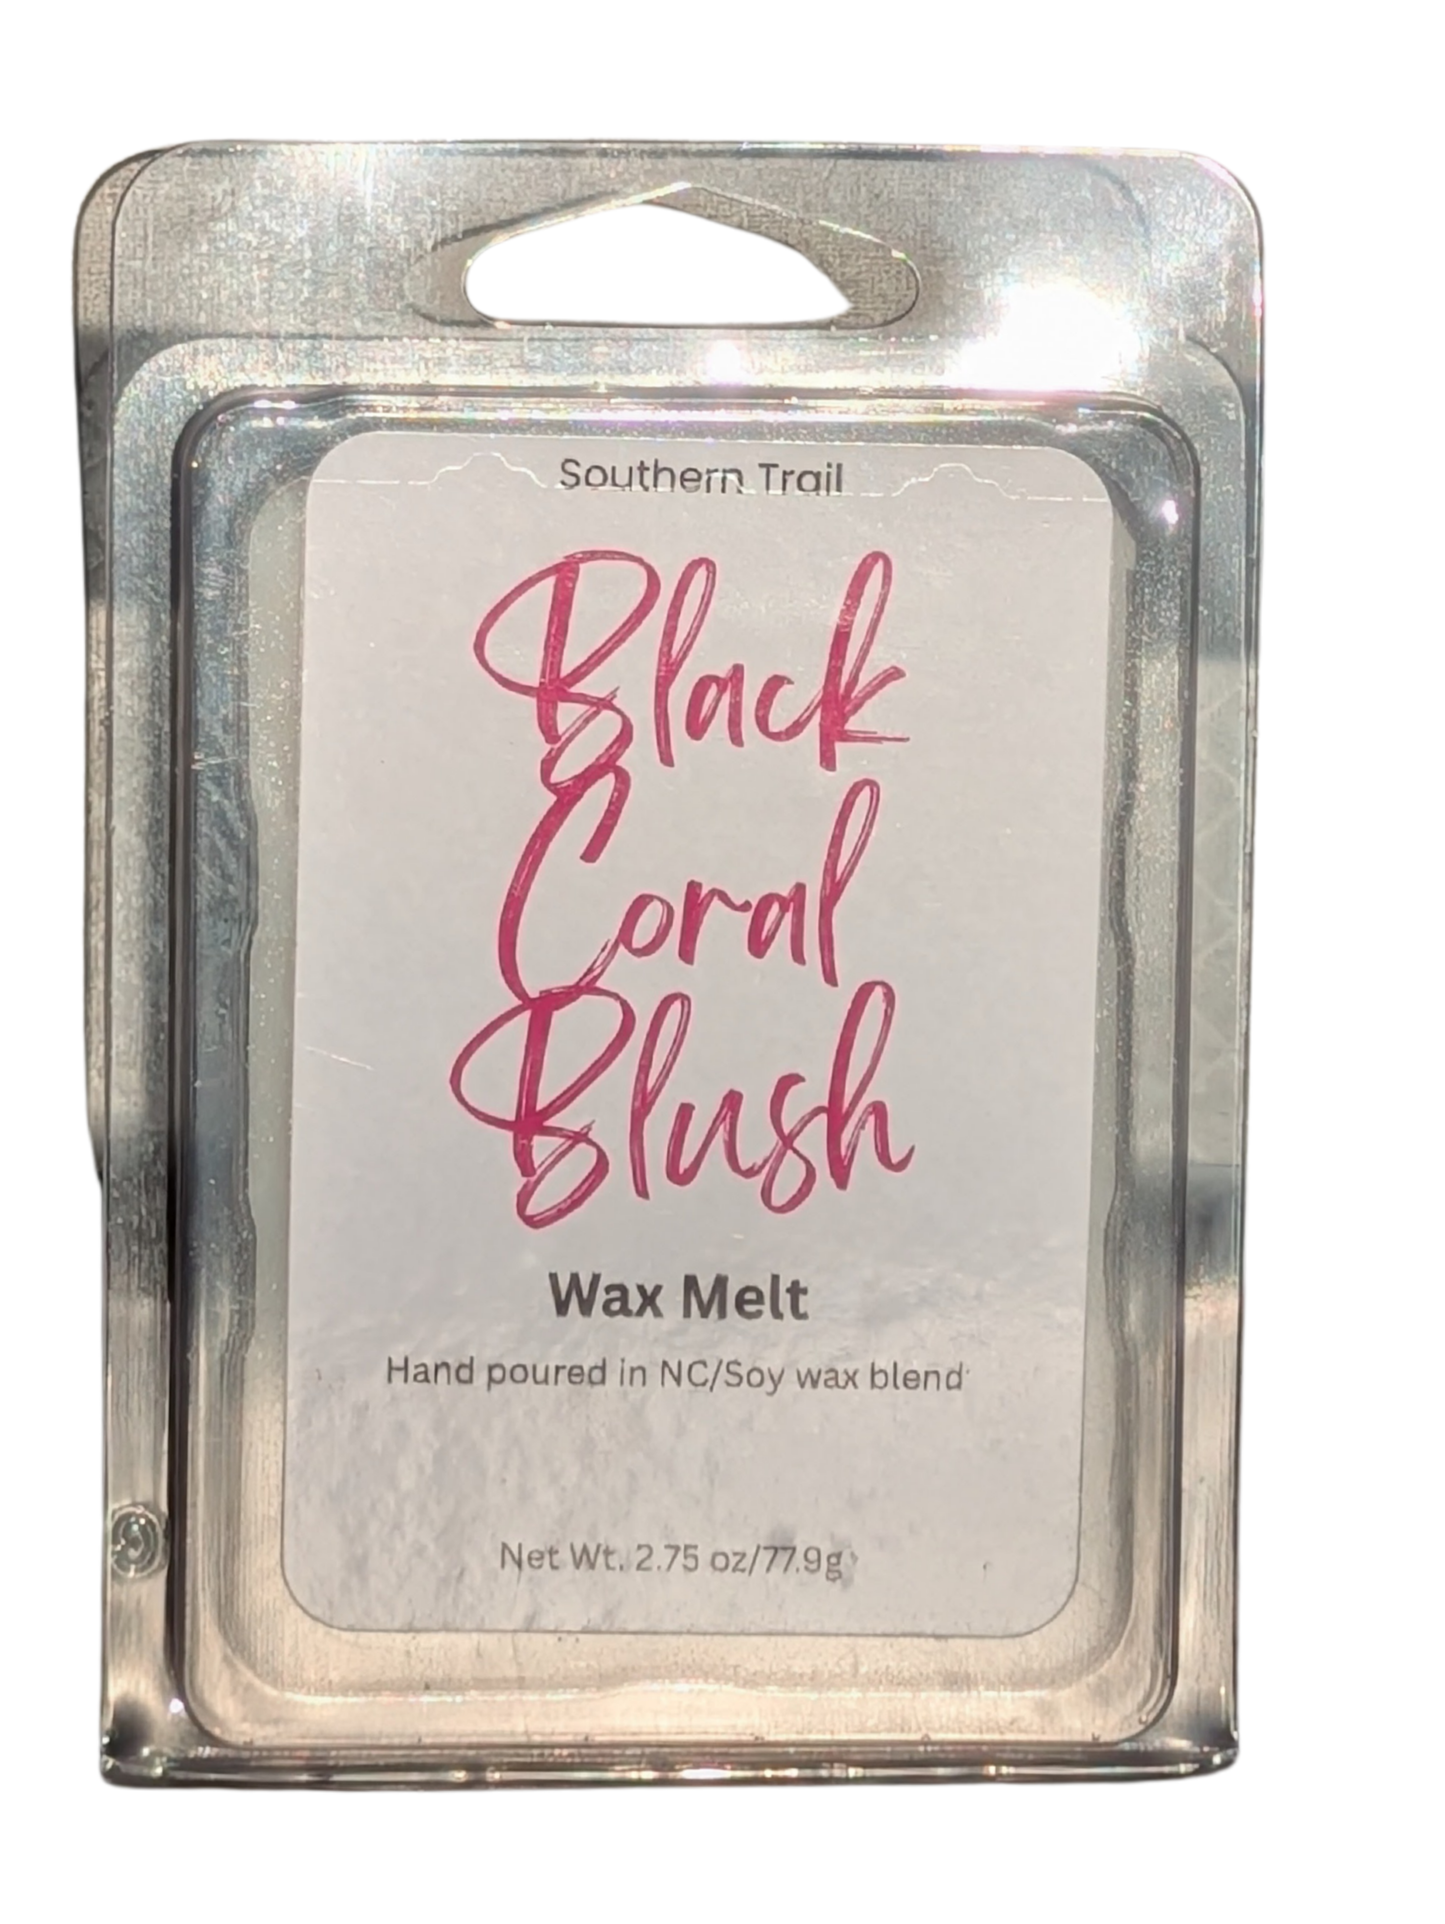 Southern Trail
Black
Coral
Blush
Wax Melt
Hand poured in NC/Soy wax blend
Net Wt. 2.75 oz/77.9g